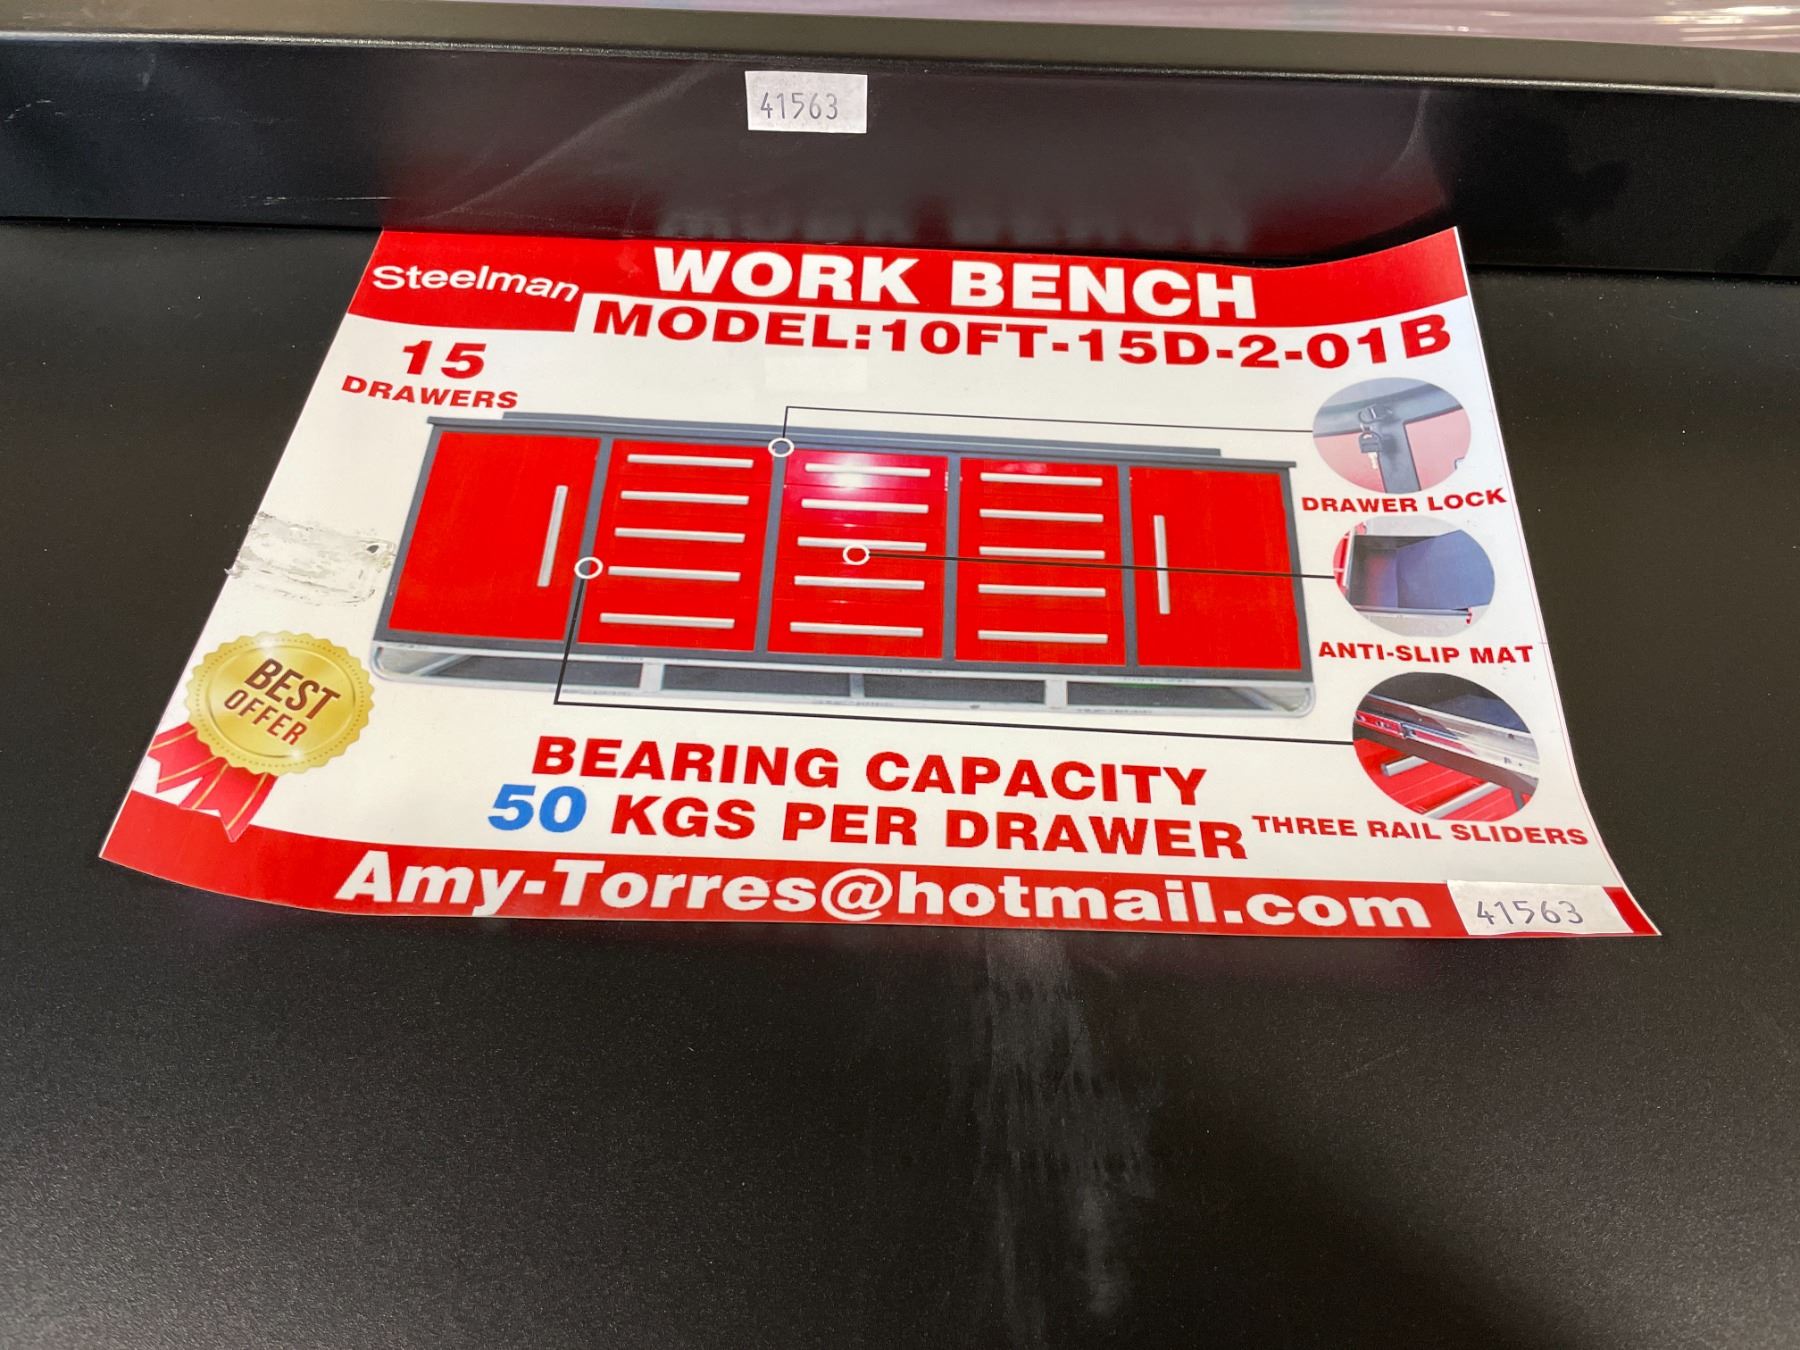 41563
Steelman
WORK BENCH
MODEL:10FT-15D-2-01B
15
DRAWERS
DRAWER LOCK
ANTI-SLIP MAT
BEST
OFFER
BEARING CAPACITY
50 KGS PER DRAWER
THREE RAIL SLIDERS
Amy-Torres@hotmail.com
41563